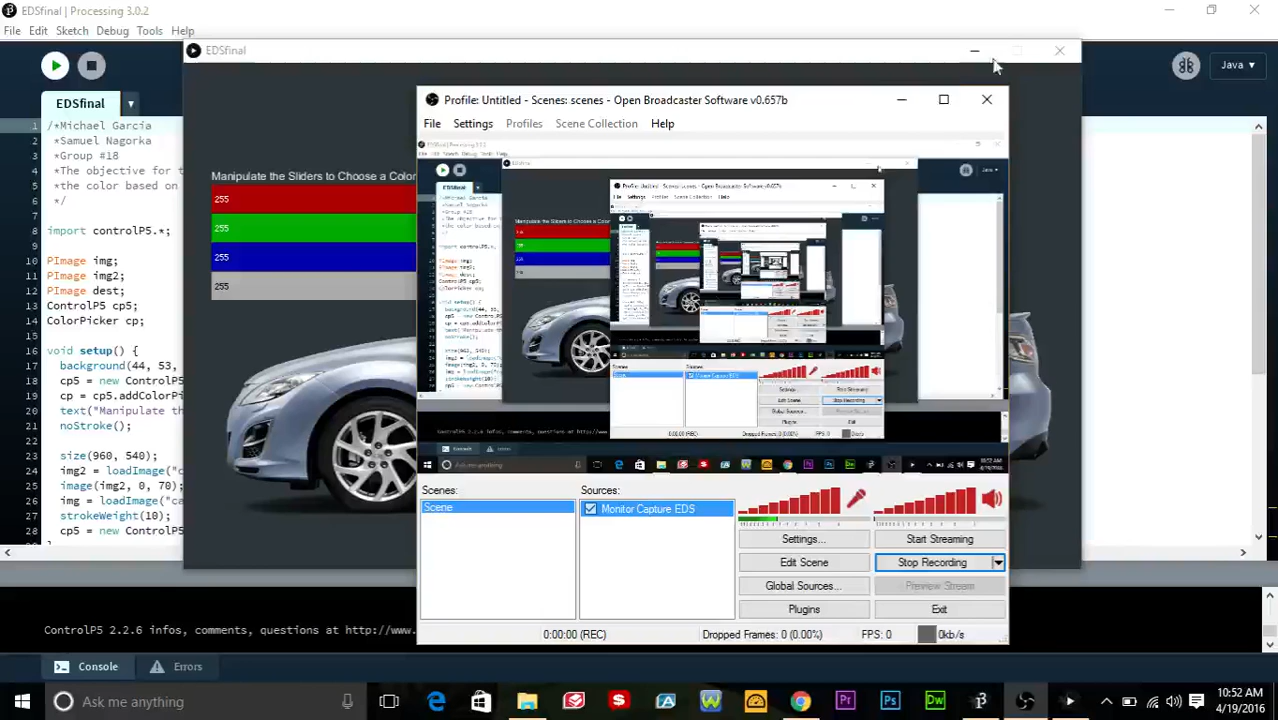 EDSfinal | Processing 3.0.2
File Edit Sketch Debug Tools Help
Java
EDSfinal
1 /*Michael Garcia
2 *Samuel Nagorka
3 *Group #18
4 *The objective for t
5 *the color based on
6 */
7
8 import controlP5.*;
9
10 PImage img;
11 PImage img2;
12 PImage dest;
13 ControlP5 cp5;
14 ColorPicker cp;
15
16 void setup() {
17 background(44, 53
18 cp5 = new ControlP5
19 cp = cp5.addColorPi
20 text("Manipulate th
21 noStroke();
22
23 size(960, 540);
24 img2 = loadImage("c
25 image(img2, 0, 70);
26 img = loadImage("ca
27 strokeWeight(10);
28 cp5 = new ControlP5
EDSfinal
Manipulate the Sliders to Choose a Color
255
255
255
255
Profile: Untitled - Scenes: scenes - Open Broadcaster Software v0.657b
File Settings Profiles Scene Collection Help
Scenes:
Scene
Sources:
Monitor Capture EDS
Settings...
Start Streaming
Edit Scene
Stop Recording
Global Sources...
Preview Stream
Plugins
Exit
0:00:00 (REC)
Dropped Frames: 0 (0.00%)
FPS: 0
0kb/s
ControlP5 2.2.6 infos, comments, questions at http://www.
Console
Errors
Ask me anything
10:52 AM
4/19/2016